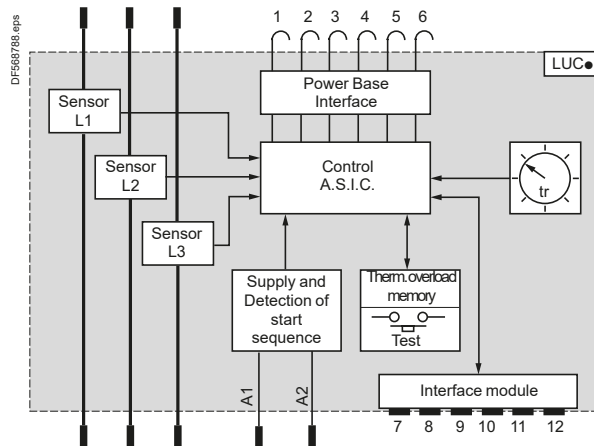 DF568788.eps
1 2 3 4 5 6
LUC●
Power Base
Interface
Sensor
L1
Sensor
L2
Sensor
L3
Control
A.S.I.C.
tr
Supply and
Detection of
start
sequence
Therm.overload
memory
Test
A1
A2
Interface module
7 8 9 10 11 12